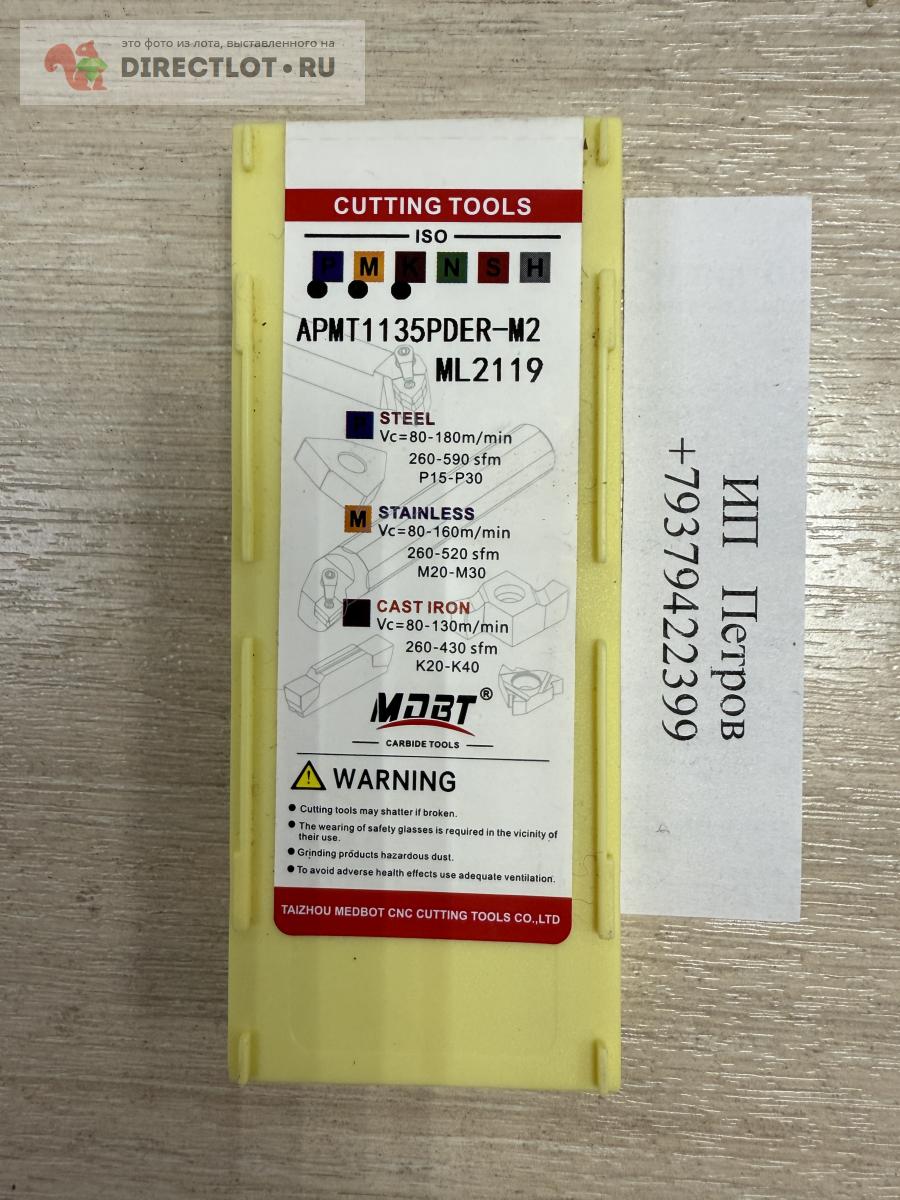 это фото из лота, выставленного на
DIRECTLOT•RU
CUTTING TOOLS
ISO
P M K N S H
APMT1135PDER-M2
ML2119
P STEEL
Vc=80-180m/min
260-590 sfm
P15-P30
M STAINLESS
Vc=80-160m/min
260-520 sfm
M20-M30
CAST IRON
Vc=80-130m/min
260-430 sfm
K20-K40
MDBT®
CARBIDE TOOLS
WARNING
● Cutting tools may shatter if broken.
● The wearing of safety glasses is required in the vicinity of
their use.
● Grinding products hazardous dust.
● To avoid adverse health effects use adequate ventilation.
TAIZHOU MEDBOT CNC CUTTING TOOLS CO.,LTD
ИП Петров
+79379422399